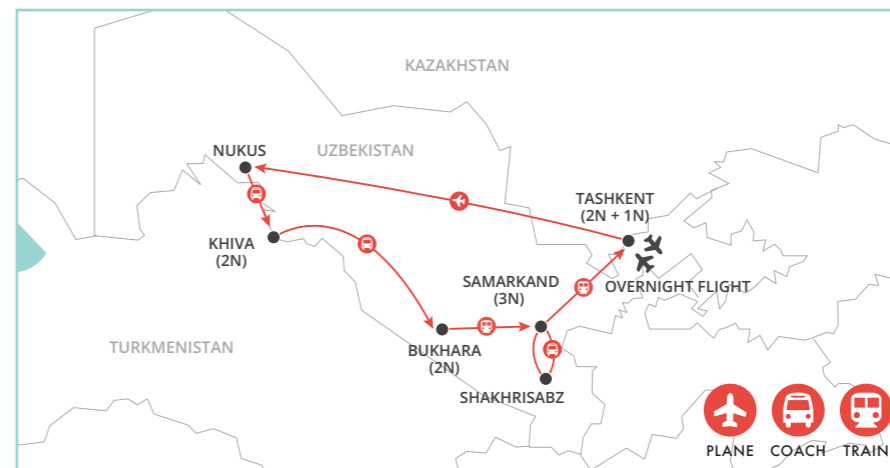 KAZAKHSTAN
NUKUS
UZBEKISTAN
TASHKENT
(2N + 1N)
KHIVA
(2N)
SAMARKAND
(3N)
OVERNIGHT FLIGHT
TURKMENISTAN
BUKHARA
(2N)
SHAKHRISABZ
PLANE COACH TRAIN